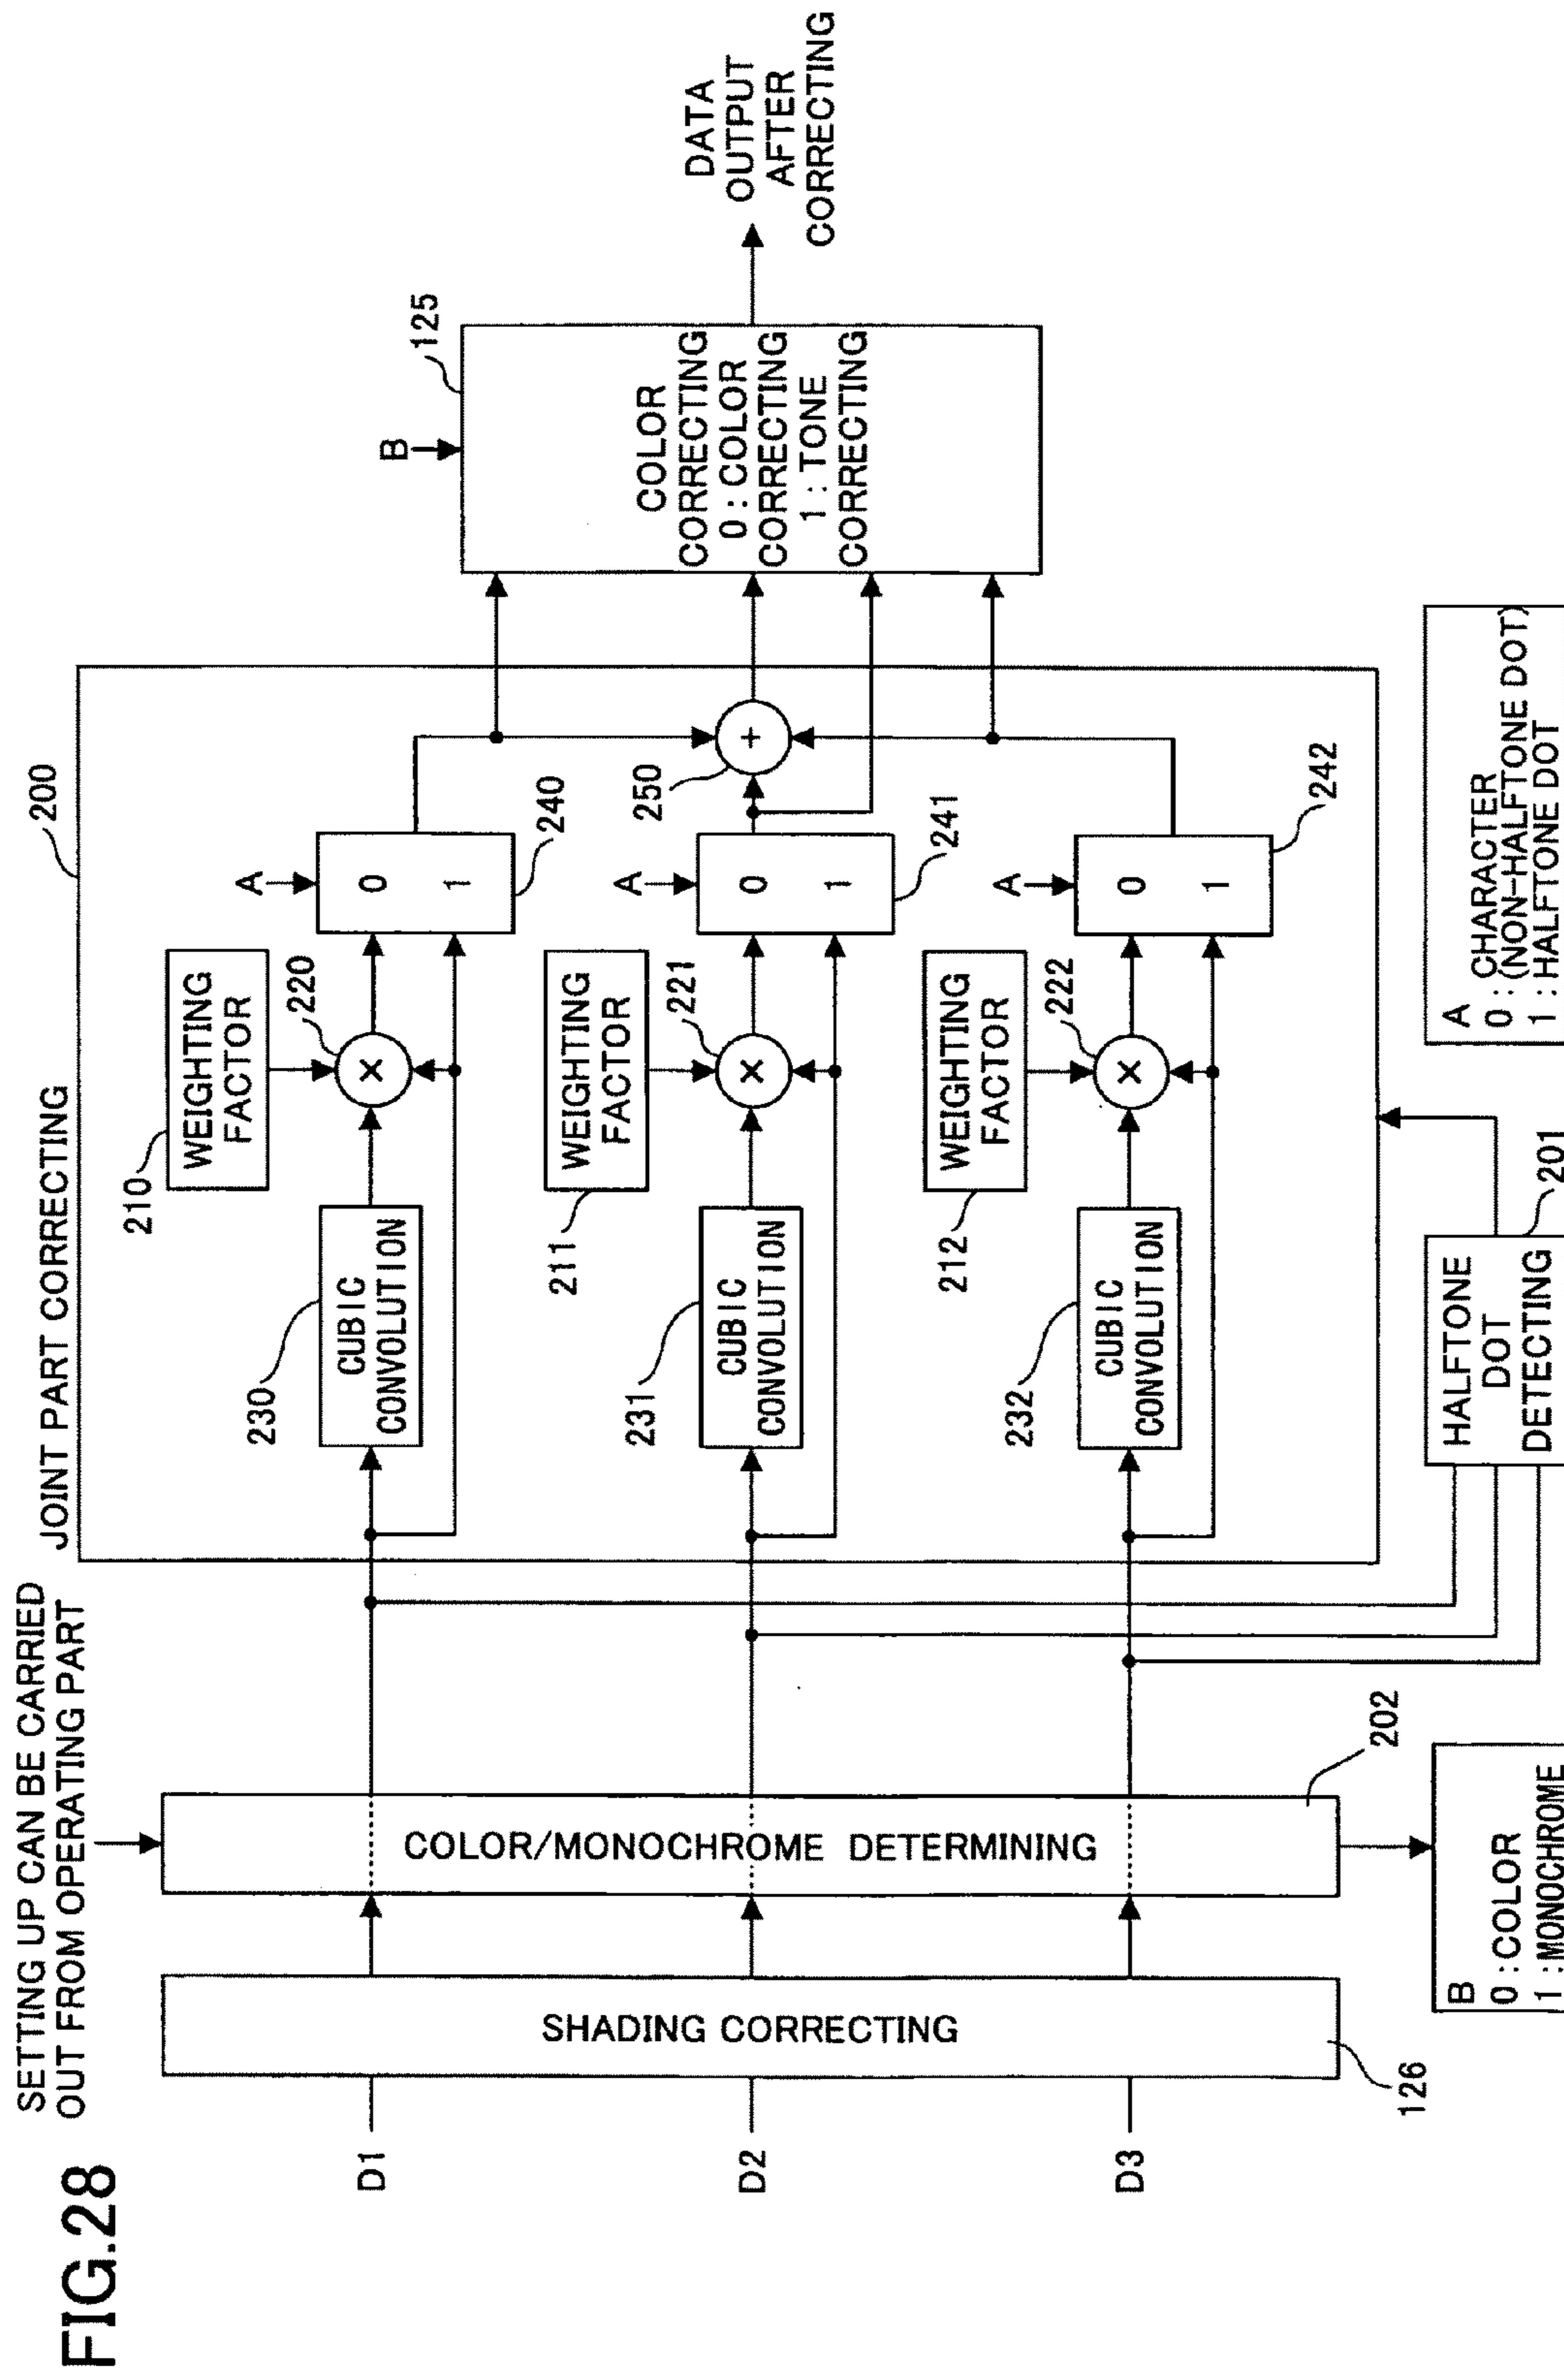 FIG.28
SETTING UP CAN BE CARRIED
OUT FROM OPERATING PART
JOINT PART CORRECTING
200
D1
D2
D3
SHADING CORRECTING
126
COLOR/MONOCHROME DETERMINING
202
B
0 : COLOR
1 : MONOCHROME
230
CUBIC
CONVOLUTION
210
WEIGHTING
FACTOR
220
×
A
0
1
240
231
CUBIC
CONVOLUTION
211
WEIGHTING
FACTOR
221
×
A
0
1
241
250
+
232
CUBIC
CONVOLUTION
212
WEIGHTING
FACTOR
222
×
A
0
1
242
HALFTONE
DOT
DETECTING
201
A
0 : CHARACTER
(NON-HALFTONE DOT)
1 : HALFTONE DOT
B
125
COLOR
CORRECTING
0 : COLOR
CORRECTING
1 : TONE
CORRECTING
DATA
OUTPUT
AFTER
CORRECTING